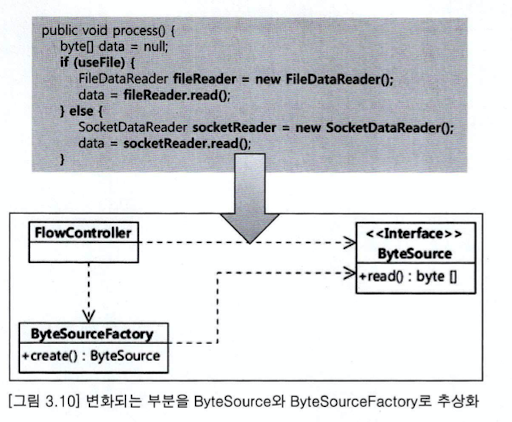 public void process() {
byte[] data = null;
if (useFile) {
FileDataReader fileReader = new FileDataReader();
data = fileReader.read();
} else {
SocketDataReader socketReader = new SocketDataReader();
data = socketReader.read();
}
FlowController
<<Interface>>
ByteSource
+read() : byte []
ByteSourceFactory
+create() : ByteSource
[그림 3.10] 변화되는 부분을 ByteSource와 ByteSourceFactory로 추상화